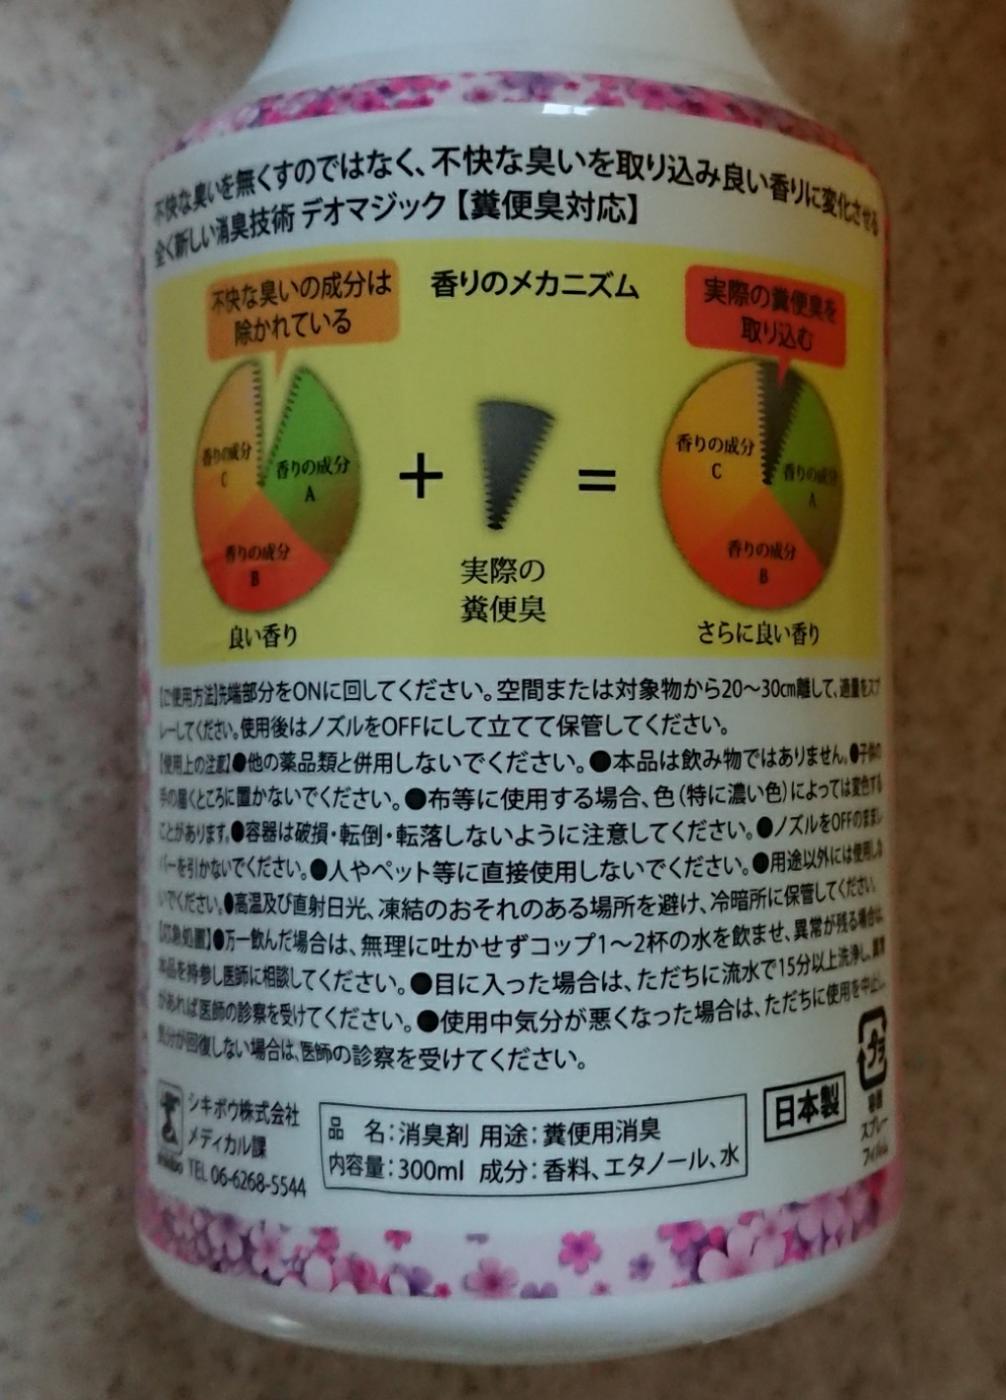 不快な臭いを無くすのではなく、不快な臭いを取り込み良い香りに変化させる
全く新しい消臭技術 デオマジック【糞便臭対応】
香りのメカニズム
不快な臭いの成分は
除かれている
実際の糞便臭を
取り込む
香りの成分
C
香りの成分
A
香りの成分
B
良い香り
+
実際の
糞便臭
=
香りの成分
C
香りの成分
A
香りの成分
B
さらに良い香り
【ご使用方法】先端部分をONに回してください。空間または対象物から20〜30cm離して、適量をスプ
レーしてください。使用後はノズルをOFFにして立てて保管してください。
【使用上の注意】●他の薬品類と併用しないでください。●本品は飲み物ではありません。●子供の
手の届くところに置かないでください。●布等に使用する場合、色(特に濃い色)によっては変色する
ことがあります。●容器は破損・転倒・転落しないように注意してください。●ノズルをOFFのままレ
バーを引かないでください。●人やペット等に直接使用しないでください。●用途以外には使用しな
いでください。●高温及び直射日光、凍結のおそれのある場所を避け、冷暗所に保管してください。
【応急処置】●万一飲んだ場合は、無理に吐かせずコップ1〜2杯の水を飲ませ、異常が残る場合は、
本品を持参し医師に相談してください。●目に入った場合は、ただちに流水で15分以上洗浄し、異常
があれば医師の診察を受けてください。●使用中気分が悪くなった場合は、ただちに使用を中止し、
気分が回復しない場合は、医師の診察を受けてください。
シキボウ株式会社
メディカル課
TEL 06-6268-5544
品　名:消臭剤 用途:糞便用消臭
内容量:300ml 成分:香料、エタノール、水
日本製
プラ
容器
スプレー
フィルム